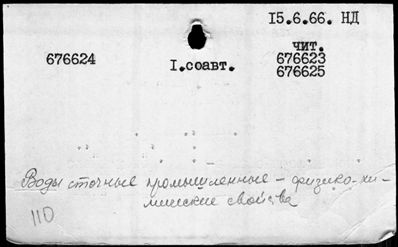 15.6.66. НД
чит.
676624
I.соавт.
676623
676625
Воды сточные промышленные - физико-хи-
мические свойства
110